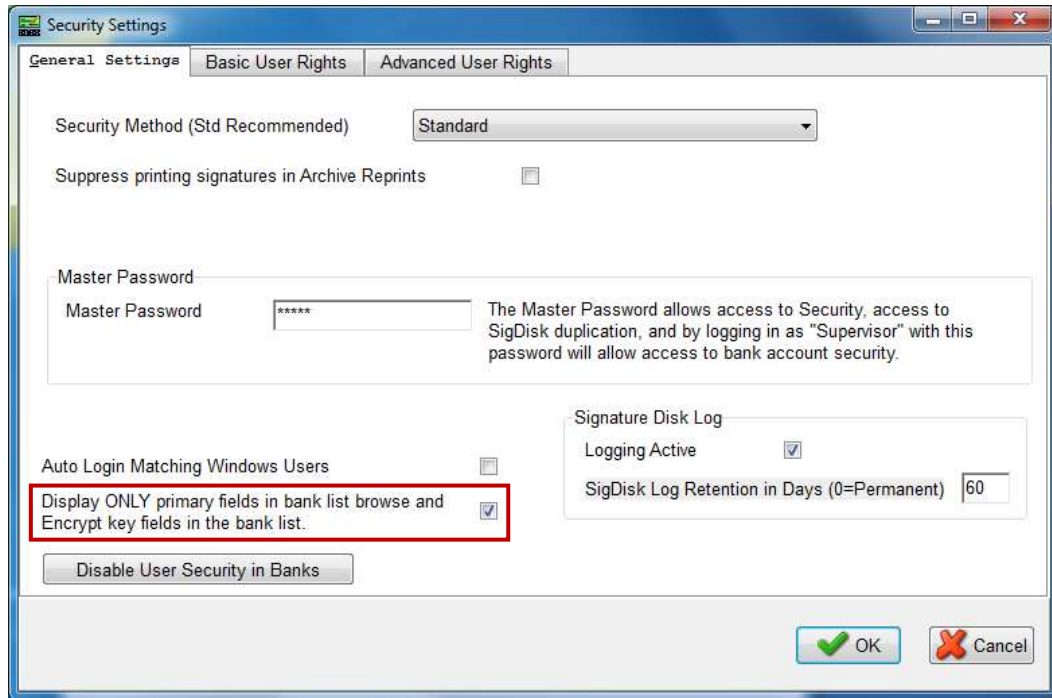 Security Settings
General Settings
Basic User Rights
Advanced User Rights
Security Method (Std Recommended)
Standard
Suppress printing signatures in Archive Reprints
Master Password
Master Password
*****
The Master Password allows access to Security, access to
SigDisk duplication, and by logging in as "Supervisor" with this
password will allow access to bank account security.
Signature Disk Log
Logging Active
SigDisk Log Retention in Days (0=Permanent)
60
Auto Login Matching Windows Users
Display ONLY primary fields in bank list browse and
Encrypt key fields in the bank list.
Disable User Security in Banks
OK
Cancel